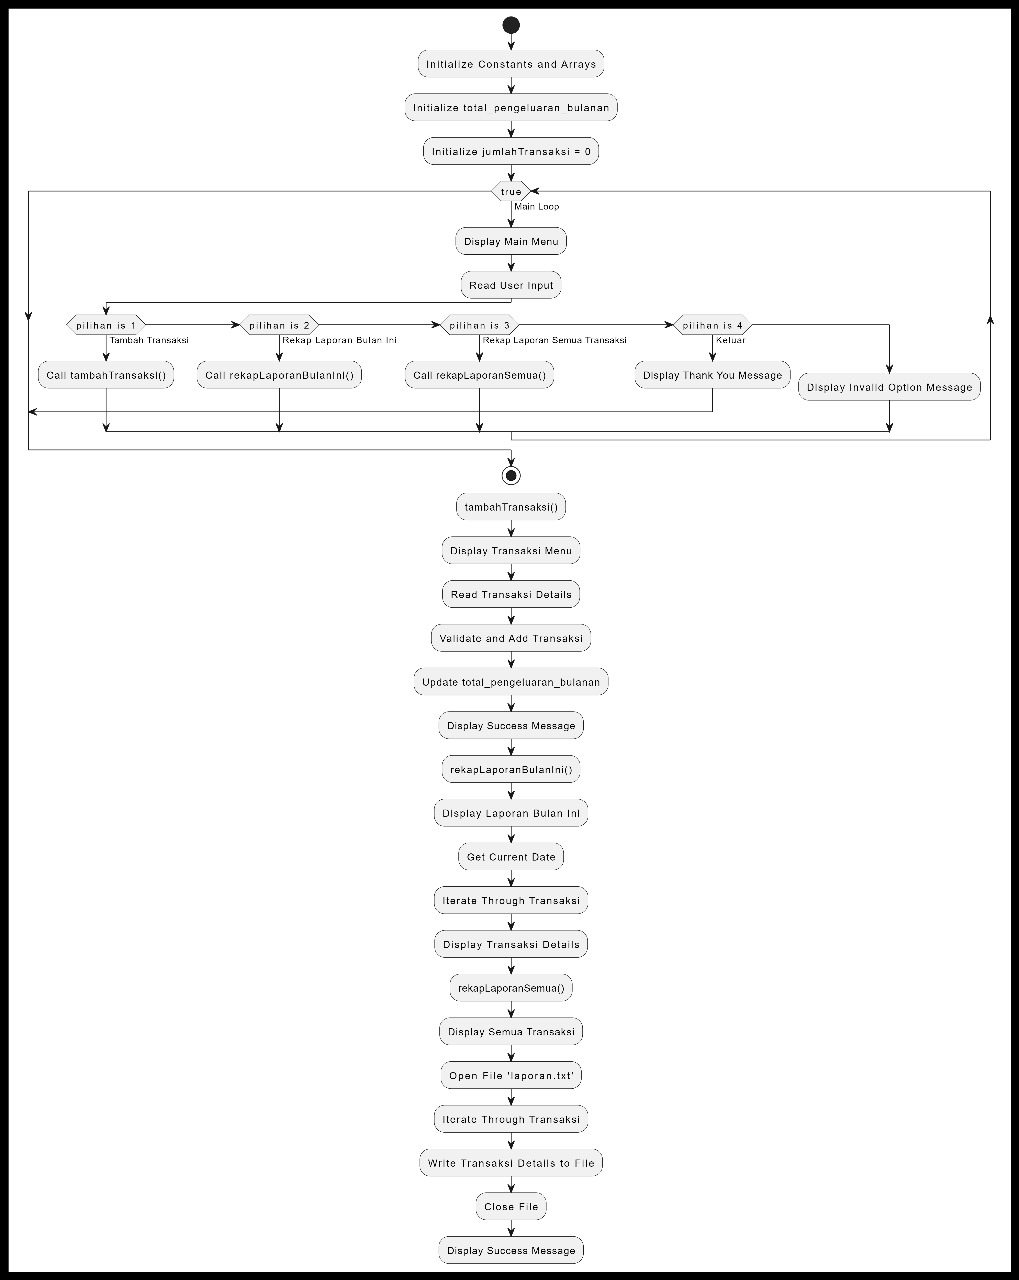 Initialize Constants and Arrays
Initialize total_pengeluaran_bulanan
Initialize jumlahTransaksi = 0
true
Main Loop
Display Main Menu
Read User Input
pilihan is 1
pilihan is 2
pilihan is 3
pilihan is 4
Tambah Transaksi
Rekap Laporan Bulan Ini
Rekap Laporan Semua Transaksi
Keluar
Call tambahTransaksi()
Call rekapLaporanBulanIni()
Call rekapLaporanSemua()
Display Thank You Message
Display Invalid Option Message
tambahTransaksi()
Display Transaksi Menu
Read Transaksi Details
Validate and Add Transaksi
Update total_pengeluaran_bulanan
Display Success Message
rekapLaporanBulanIni()
Display Laporan Bulan Ini
Get Current Date
Iterate Through Transaksi
Display Transaksi Details
rekapLaporanSemua()
Display Semua Transaksi
Open File 'laporan.txt'
Iterate Through Transaksi
Write Transaksi Details to File
Close File
Display Success Message